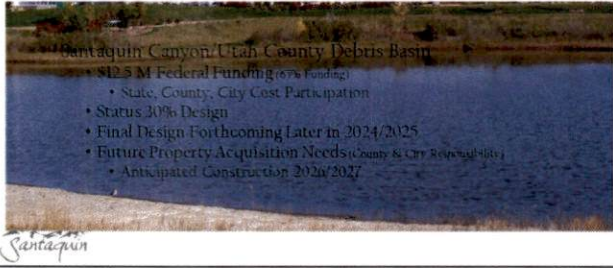 Santaquin Canyon/Utah County Debris Basin
• $12.5 M Federal Funding (67% Funding)
• State, County, City Cost Participation
• Status 30% Design
• Final Design Forthcoming Later in 2024/2025
• Future Property Acquisition Needs (County & City Responsibility)
• Anticipated Construction 2026/2027
Santaquin